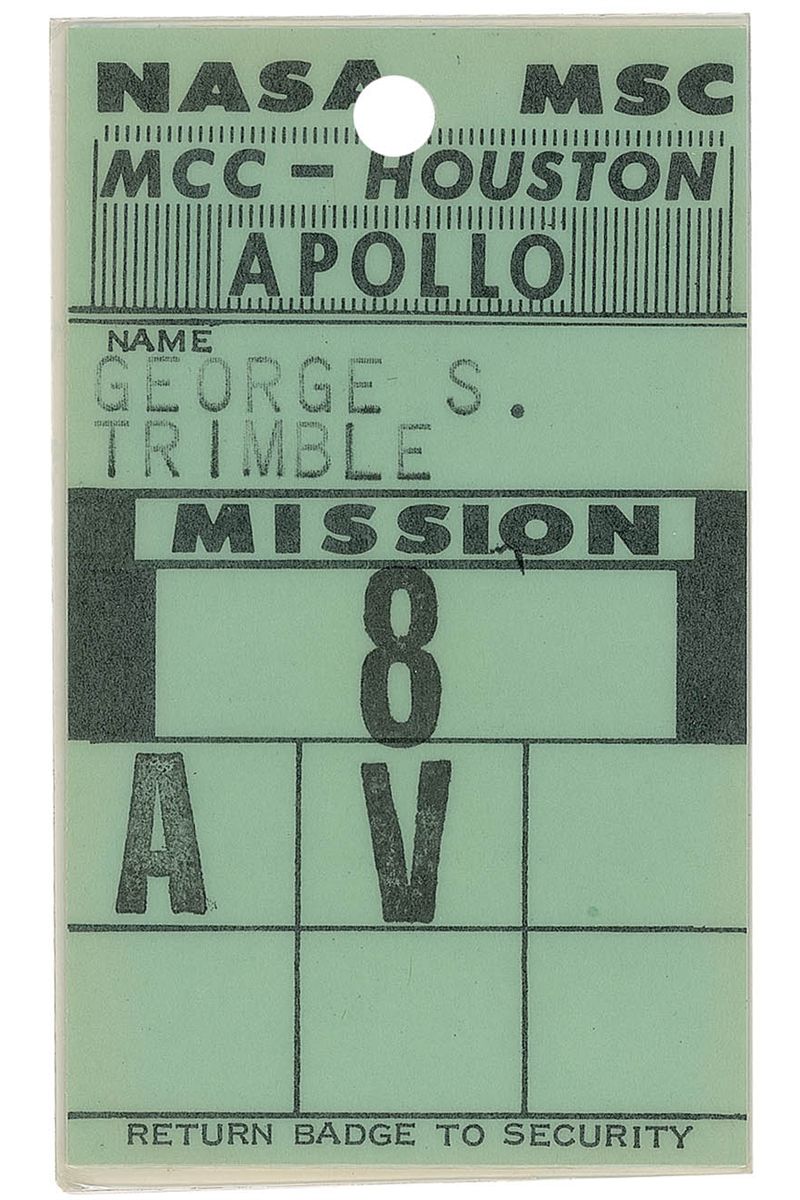 NASA MSC
MCC - HOUSTON
APOLLO
NAME
GEORGE S.
TRIMBLE
MISSION
8
A V
RETURN BADGE TO SECURITY